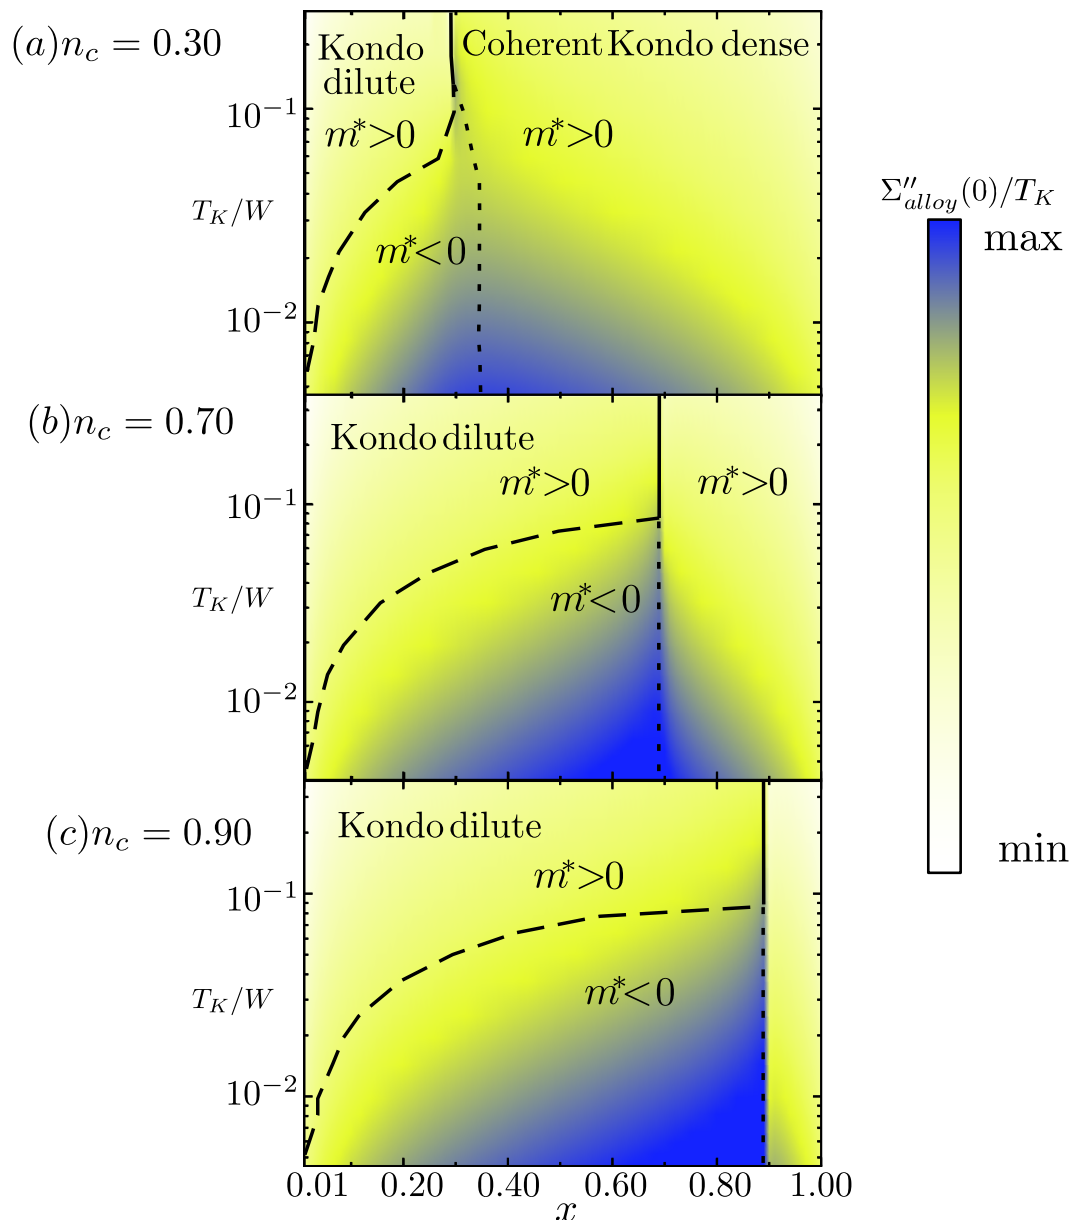 (a)n_c = 0.30
Kondo dilute
Coherent Kondo dense
m*>0
m*>0
m*<0
10⁻¹
T_K/W
10⁻²
Σ''_alloy(0)/T_K
max
min
(b)n_c = 0.70
Kondo dilute
m*>0
m*>0
m*<0
10⁻¹
T_K/W
10⁻²
(c)n_c = 0.90
Kondo dilute
m*>0
m*<0
10⁻¹
T_K/W
10⁻²
0.01 0.20 0.40 0.60 0.80 1.00
x